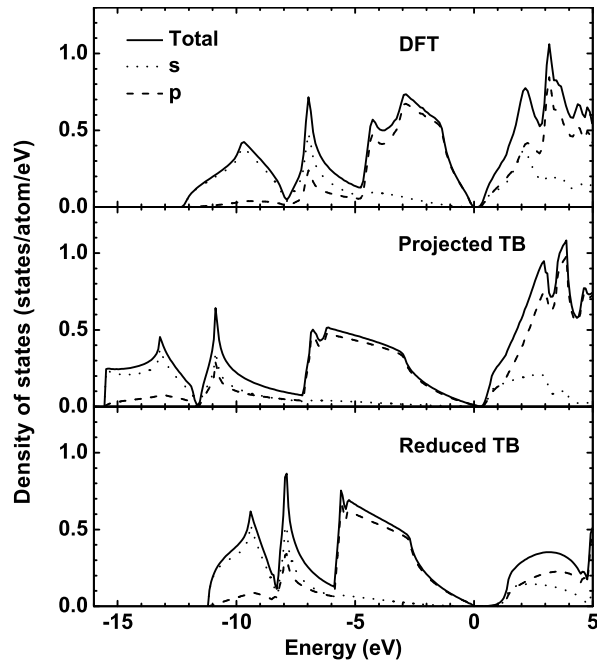 Total
s
p
DFT
1.0
0.5
0.0
Projected TB
1.0
0.5
0.0
Reduced TB
1.0
0.5
0.0
-15 -10 -5 0 5
Energy (eV)
Density of states (states/atom/eV)